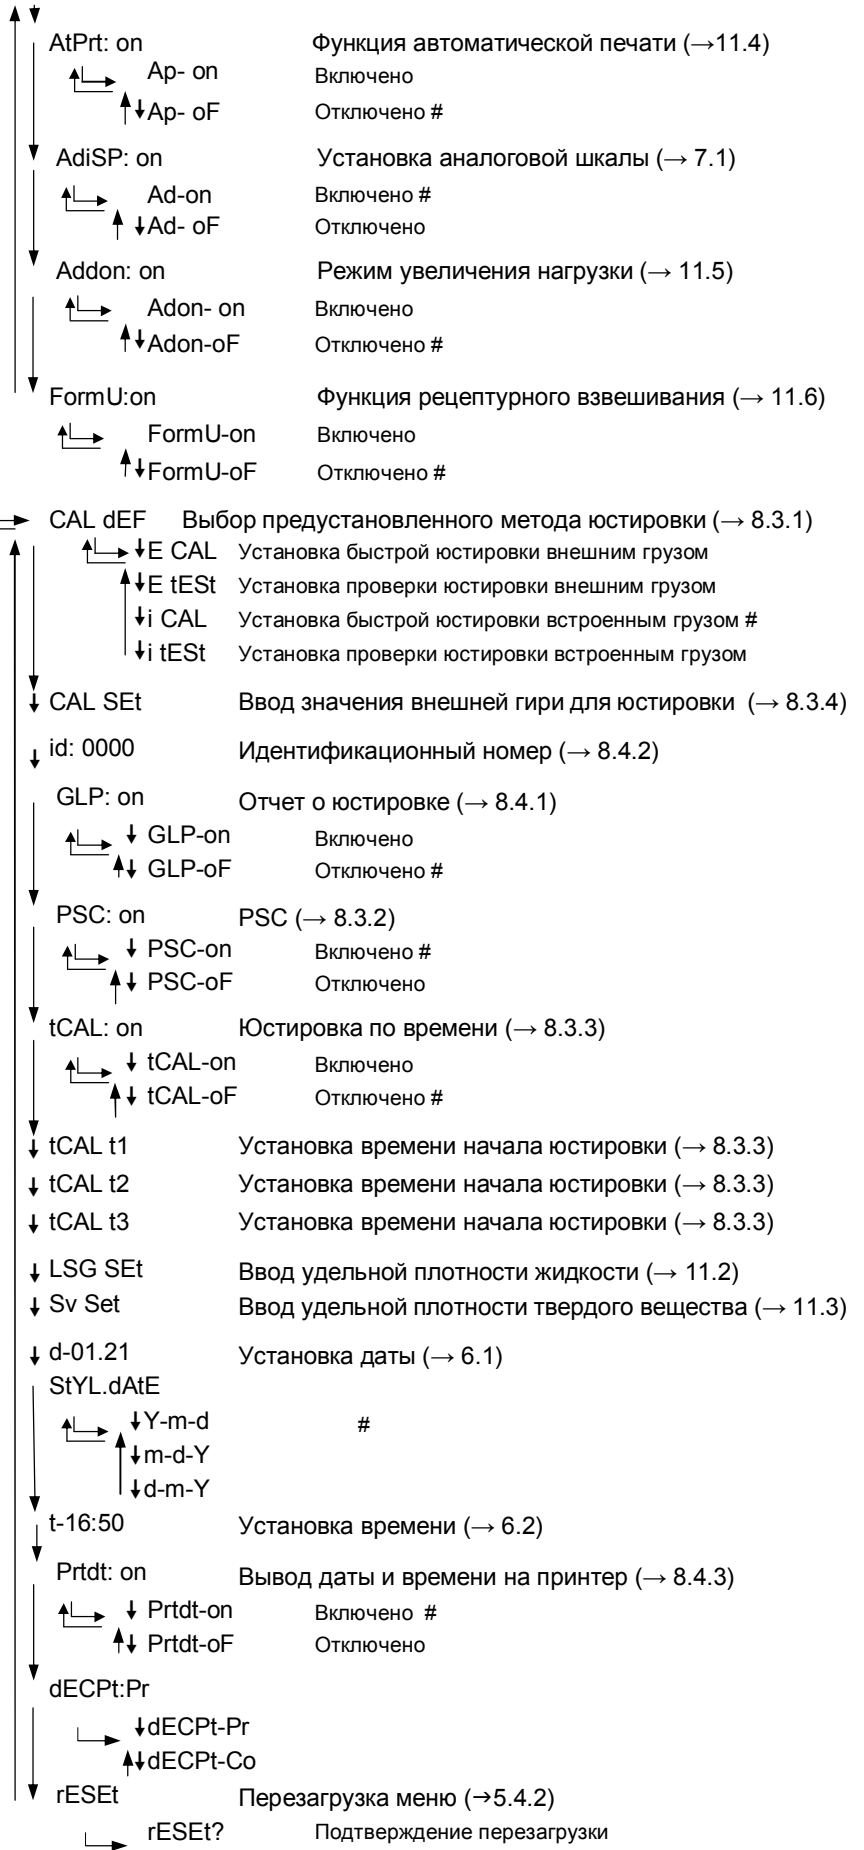 AtPrt: on Функция автоматической печати (→11.4)
Ap- on Включено
Ap- oF Отключено #
AdiSP: on Установка аналоговой шкалы (→ 7.1)
Ad-on Включено #
Ad- oF Отключено
Addon: on Режим увеличения нагрузки (→ 11.5)
Adon- on Включено
Adon-oF Отключено #
FormU:on Функция рецептурного взвешивания (→ 11.6)
FormU-on Включено
FormU-oF Отключено #
CAL dEF Выбор предустановленного метода юстировки (→ 8.3.1)
E CAL Установка быстрой юстировки внешним грузом
E tESt Установка проверки юстировки внешним грузом
i CAL Установка быстрой юстировки встроенным грузом #
i tESt Установка проверки юстировки встроенным грузом
CAL SEt Ввод значения внешней гири для юстировки (→ 8.3.4)
id: 0000 Идентификационный номер (→ 8.4.2)
GLP: on Отчет о юстировке (→ 8.4.1)
GLP-on Включено
GLP-oF Отключено #
PSC: on PSC (→ 8.3.2)
PSC-on Включено #
PSC-oF Отключено
tCAL: on Юстировка по времени (→ 8.3.3)
tCAL-on Включено
tCAL-oF Отключено #
tCAL t1 Установка времени начала юстировки (→ 8.3.3)
tCAL t2 Установка времени начала юстировки (→ 8.3.3)
tCAL t3 Установка времени начала юстировки (→ 8.3.3)
LSG SEt Ввод удельной плотности жидкости (→ 11.2)
Sv Set Ввод удельной плотности твердого вещества (→ 11.3)
d-01.21 Установка даты (→ 6.1)
StYL.dAtE
Y-m-d #
m-d-Y
d-m-Y
t-16:50 Установка времени (→ 6.2)
Prtdt: on Вывод даты и времени на принтер (→ 8.4.3)
Prtdt-on Включено #
Prtdt-oF Отключено
dECPt:Pr
dECPt-Pr
dECPt-Co
rESEt Перезагрузка меню (→5.4.2)
rESEt? Подтверждение перезагрузки